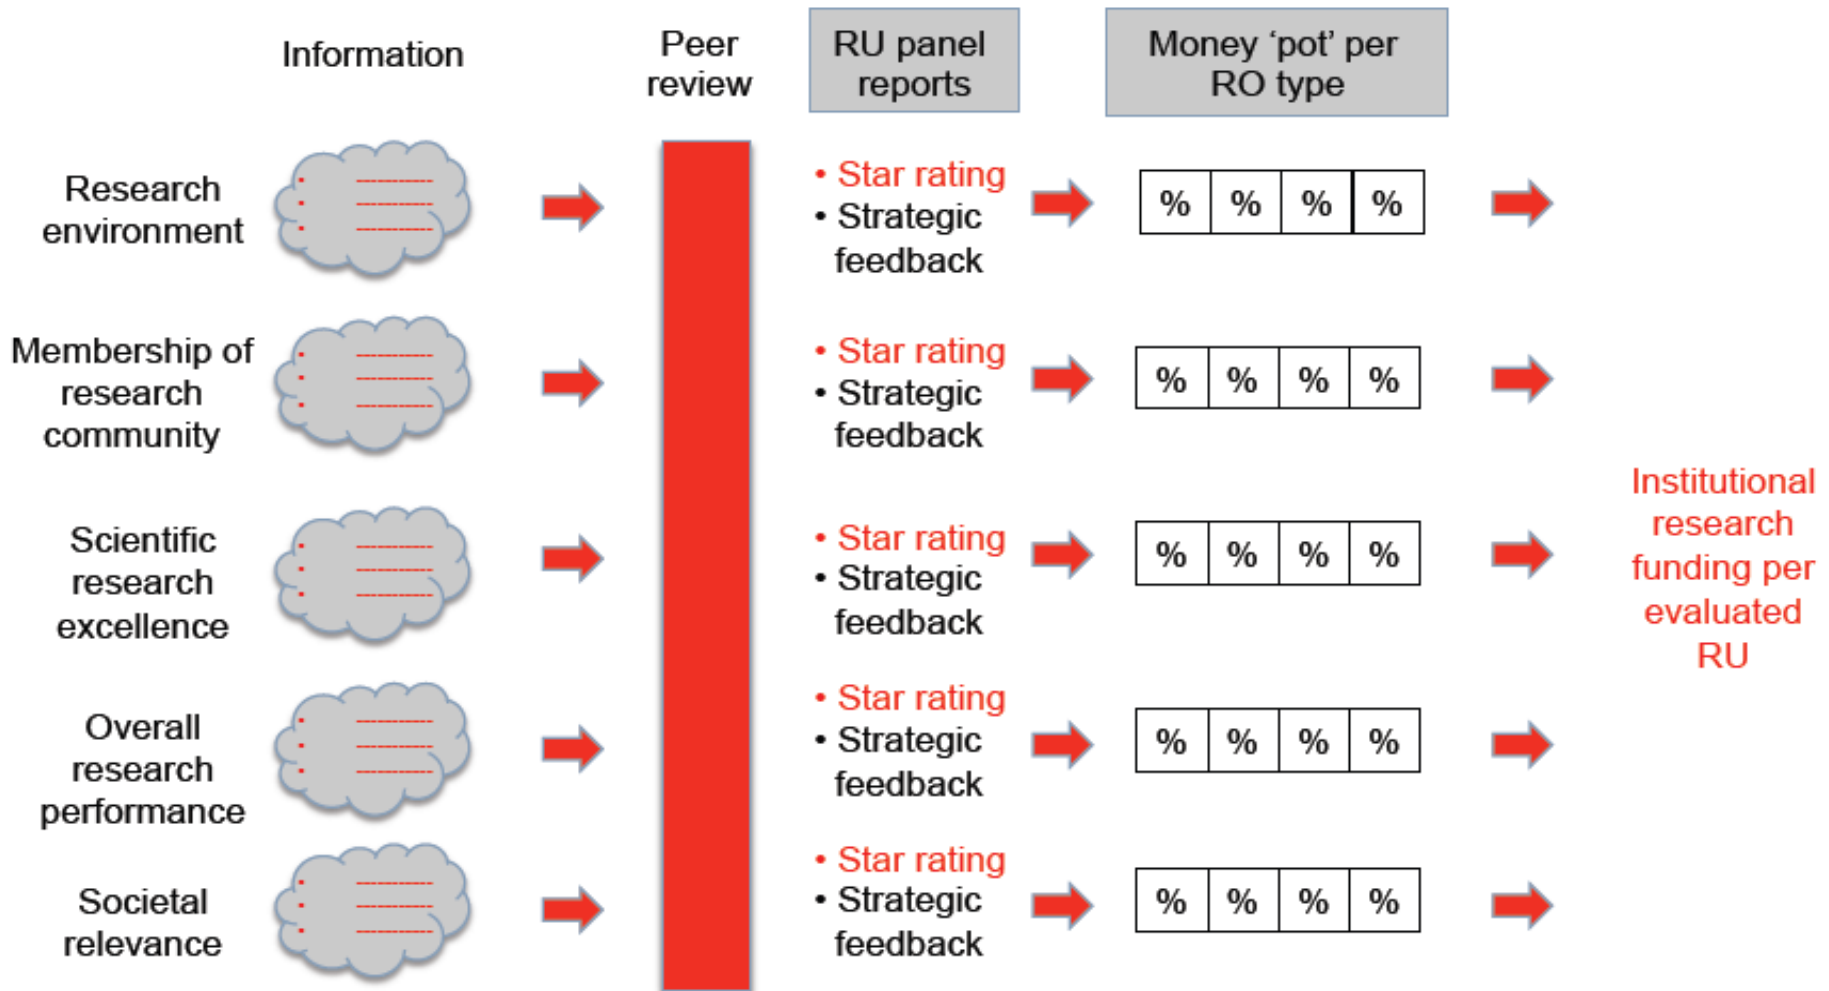 Information
Peer
review
RU panel
reports
Money ‘pot’ per
RO type
Research
environment
• Star rating
• Strategic
feedback
% % % %
Membership of
research
community
• Star rating
• Strategic
feedback
% % % %
Scientific
research
excellence
• Star rating
• Strategic
feedback
% % % %
Overall
research
performance
• Star rating
• Strategic
feedback
% % % %
Societal
relevance
• Star rating
• Strategic
feedback
% % % %
Institutional
research
funding per
evaluated
RU